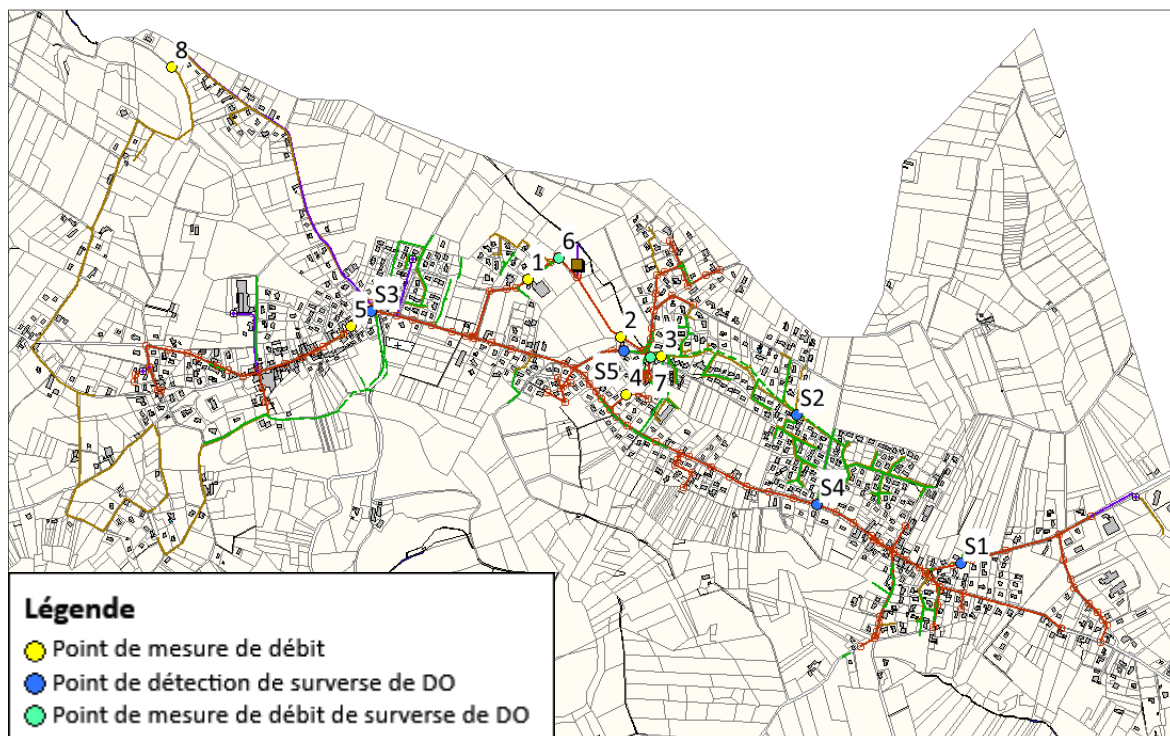 8
6
1
S3
5
2
3
S5
4
7
S2
S4
S1
Légende
Point de mesure de débit
Point de détection de surverse de DO
Point de mesure de débit de surverse de DO